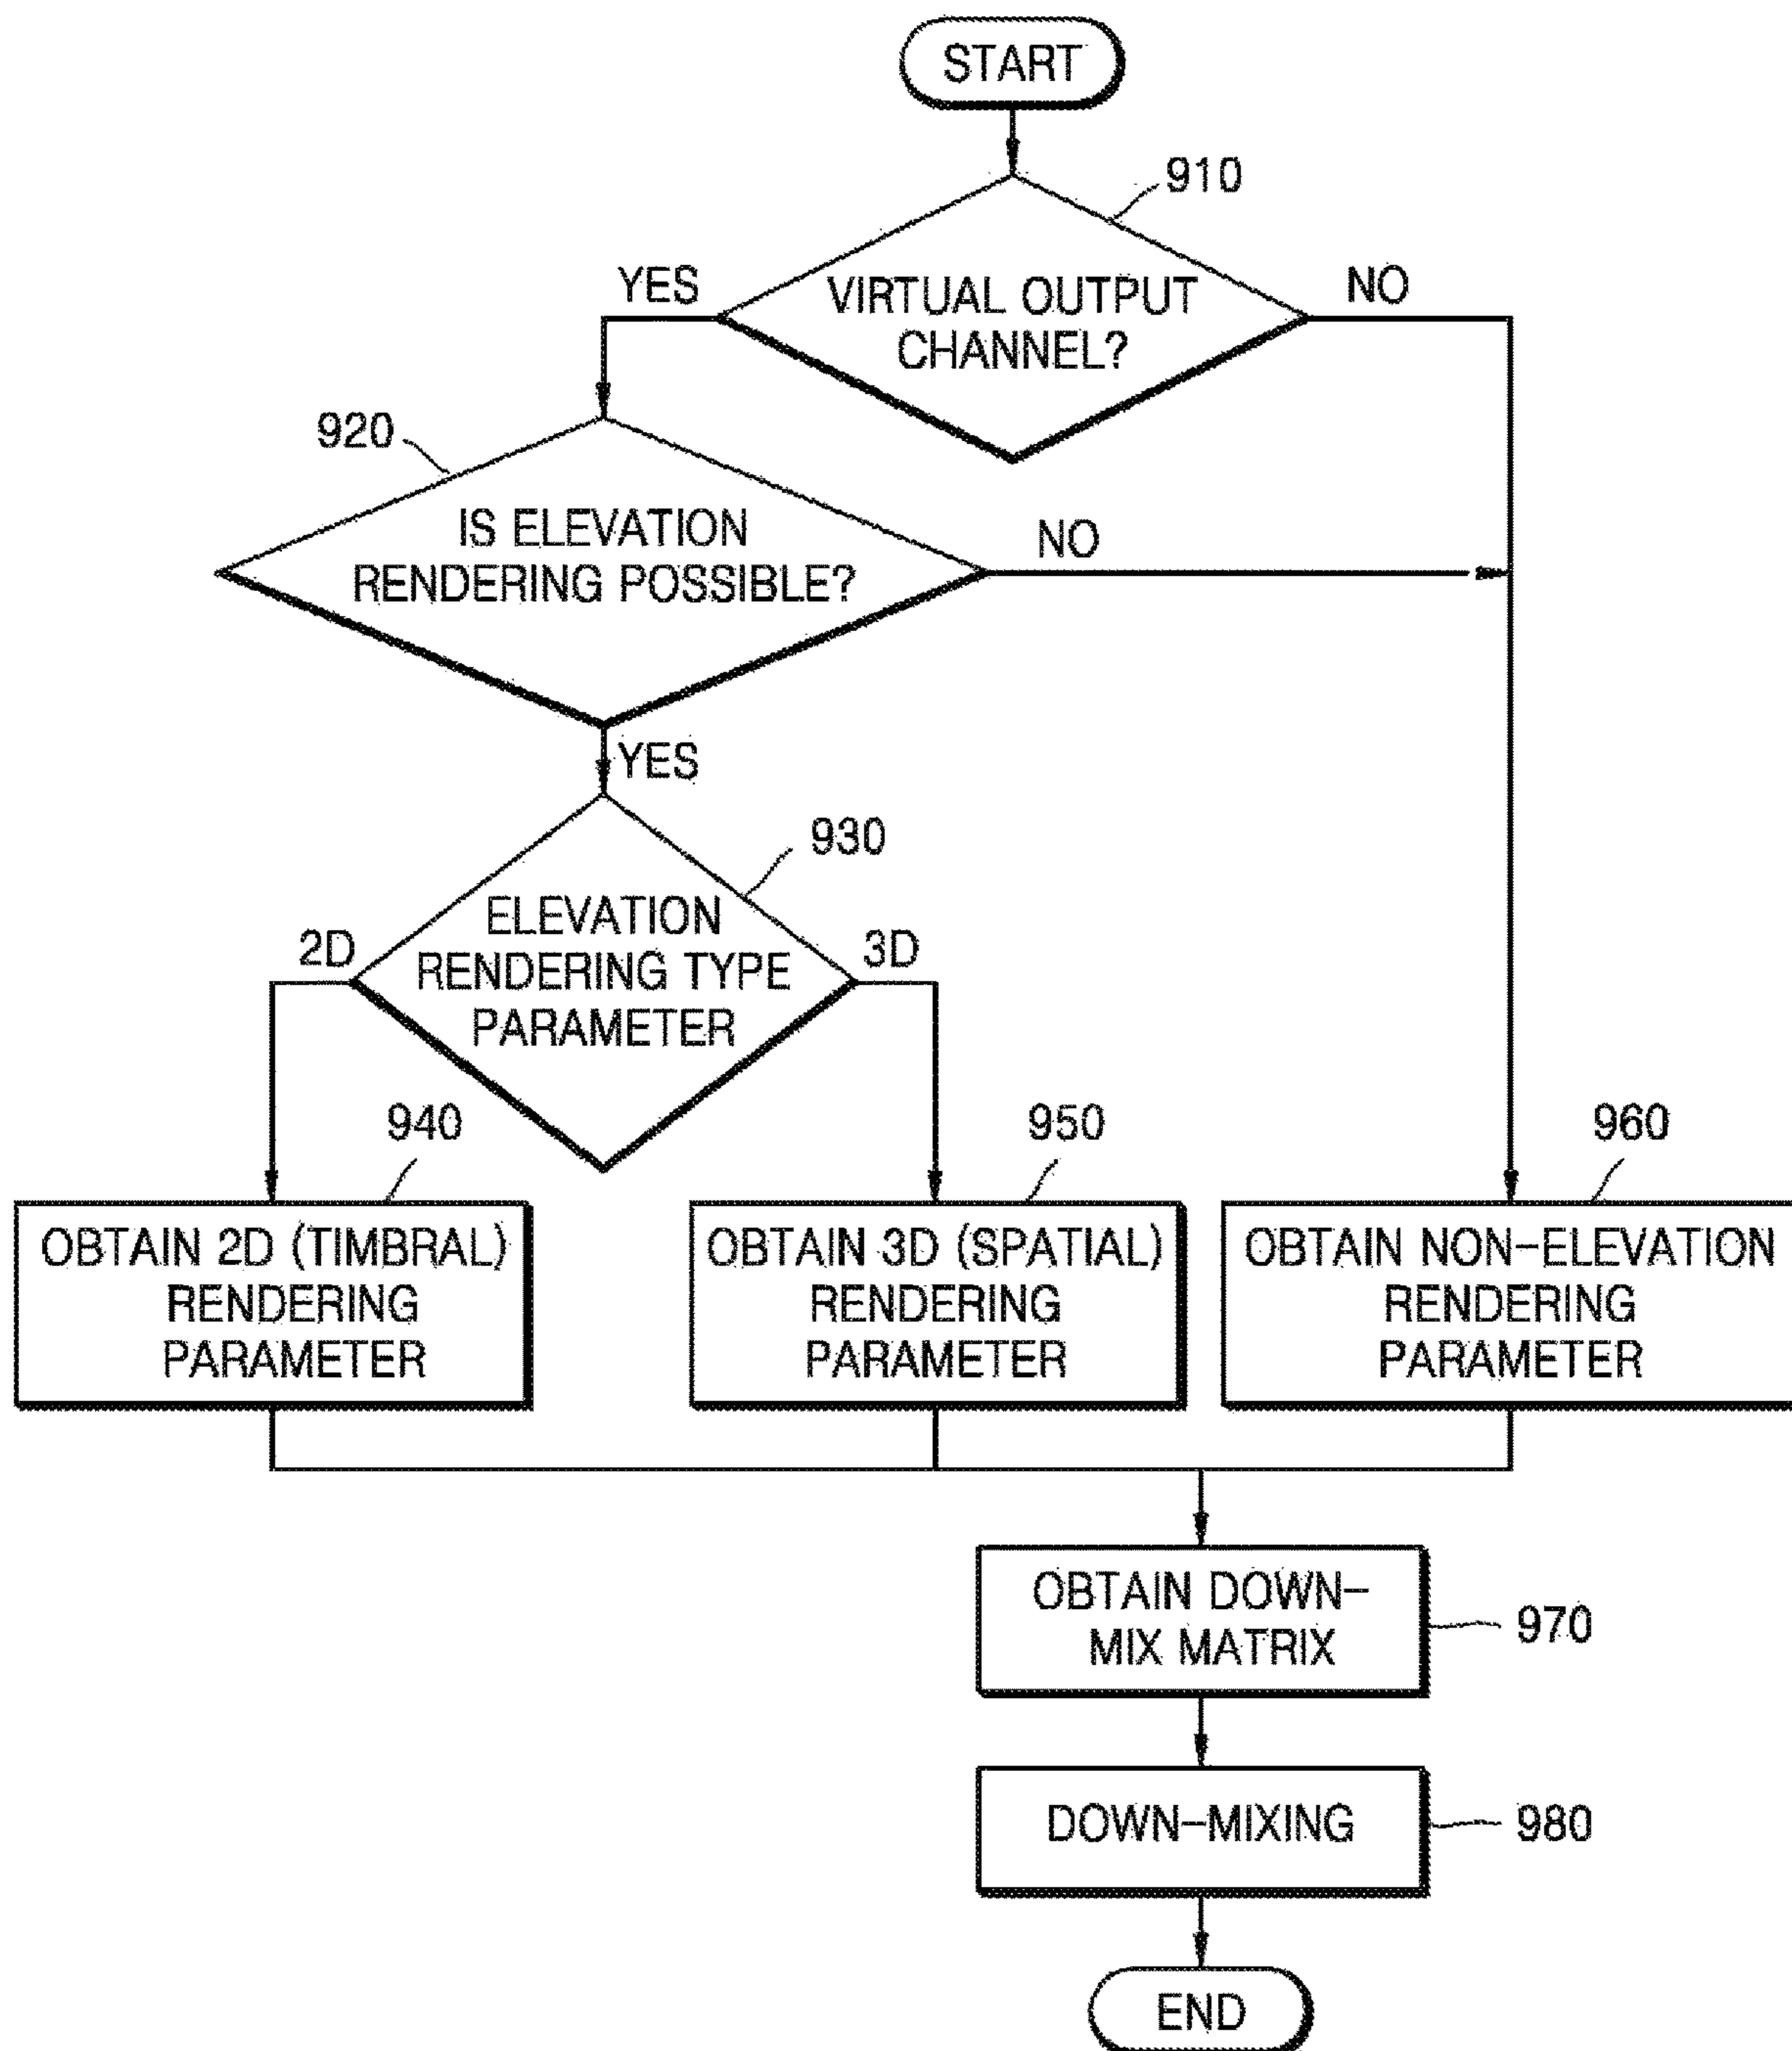 START
910
YES
VIRTUAL OUTPUT
CHANNEL?
NO
920
IS ELEVATION
RENDERING POSSIBLE?
NO
YES
930
ELEVATION
RENDERING TYPE
PARAMETER
2D
3D
940
950
960
OBTAIN 2D (TIMBRAL)
RENDERING
PARAMETER
OBTAIN 3D (SPATIAL)
RENDERING
PARAMETER
OBTAIN NON-ELEVATION
RENDERING
PARAMETER
OBTAIN DOWN-
MIX MATRIX
970
DOWN-MIXING
980
END